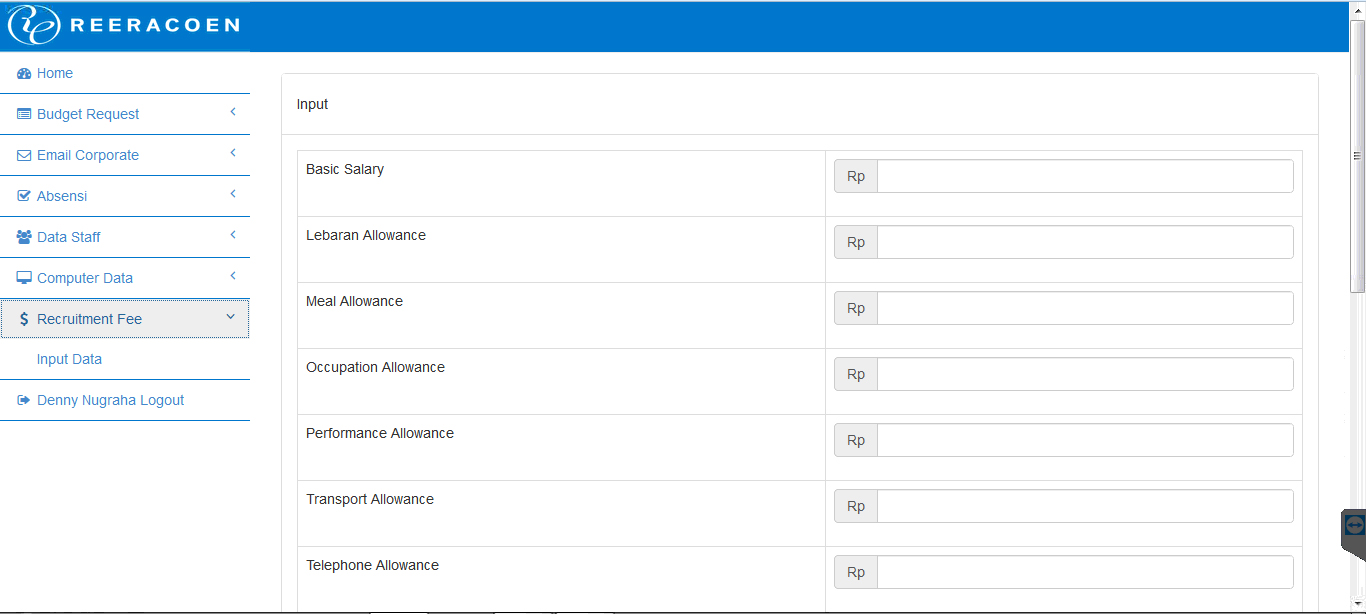 REERACOEN
Home
Budget Request
Email Corporate
Absensi
Data Staff
Computer Data
Recruitment Fee
Input Data
Denny Nugraha Logout
Input
Basic Salary
Rp
Lebaran Allowance
Rp
Meal Allowance
Rp
Occupation Allowance
Rp
Performance Allowance
Rp
Transport Allowance
Rp
Telephone Allowance
Rp